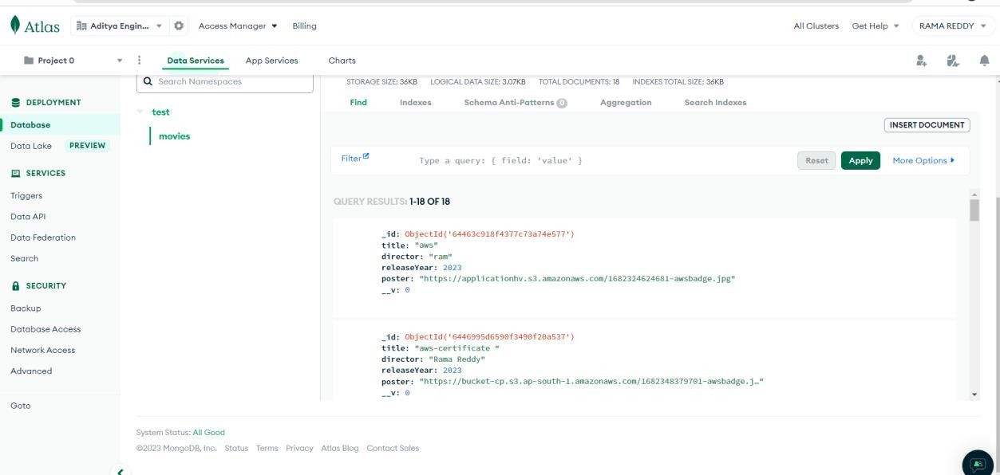 Atlas
Aditya Engin...
Access Manager
Billing
All Clusters
Get Help
RAMA REDDY
Project 0
Data Services
App Services
Charts
DEPLOYMENT
Database
Data Lake PREVIEW
SERVICES
Triggers
Data API
Data Federation
Search
SECURITY
Backup
Database Access
Network Access
Advanced
Goto
Search Namespaces
test
movies
STORAGE SIZE: 36KB LOGICAL DATA SIZE: 3.07KB TOTAL DOCUMENTS: 18 INDEXES TOTAL SIZE: 36KB
Find Indexes Schema Anti-Patterns 0 Aggregation Search Indexes
INSERT DOCUMENT
Filter Type a query: { field: 'value' } Reset Apply More Options
QUERY RESULTS: 1-18 OF 18
_id: ObjectId('64463c918f4377c73a74e577')
title: "aws"
director: "ram"
releaseYear: 2023
poster: "https://applicationhv.s3.amazonaws.com/1682324624681-awsbadge.jpg"
__v: 0
_id: ObjectId('6446995d6590f3490f20a537')
title: "aws-certificate "
director: "Rama Reddy"
releaseYear: 2023
poster: "https://bucket-cp.s3.ap-south-1.amazonaws.com/1682348379701-awsbadge.j…"
__v: 0
System Status: All Good
©2023 MongoDB, Inc. Status Terms Privacy Atlas Blog Contact Sales